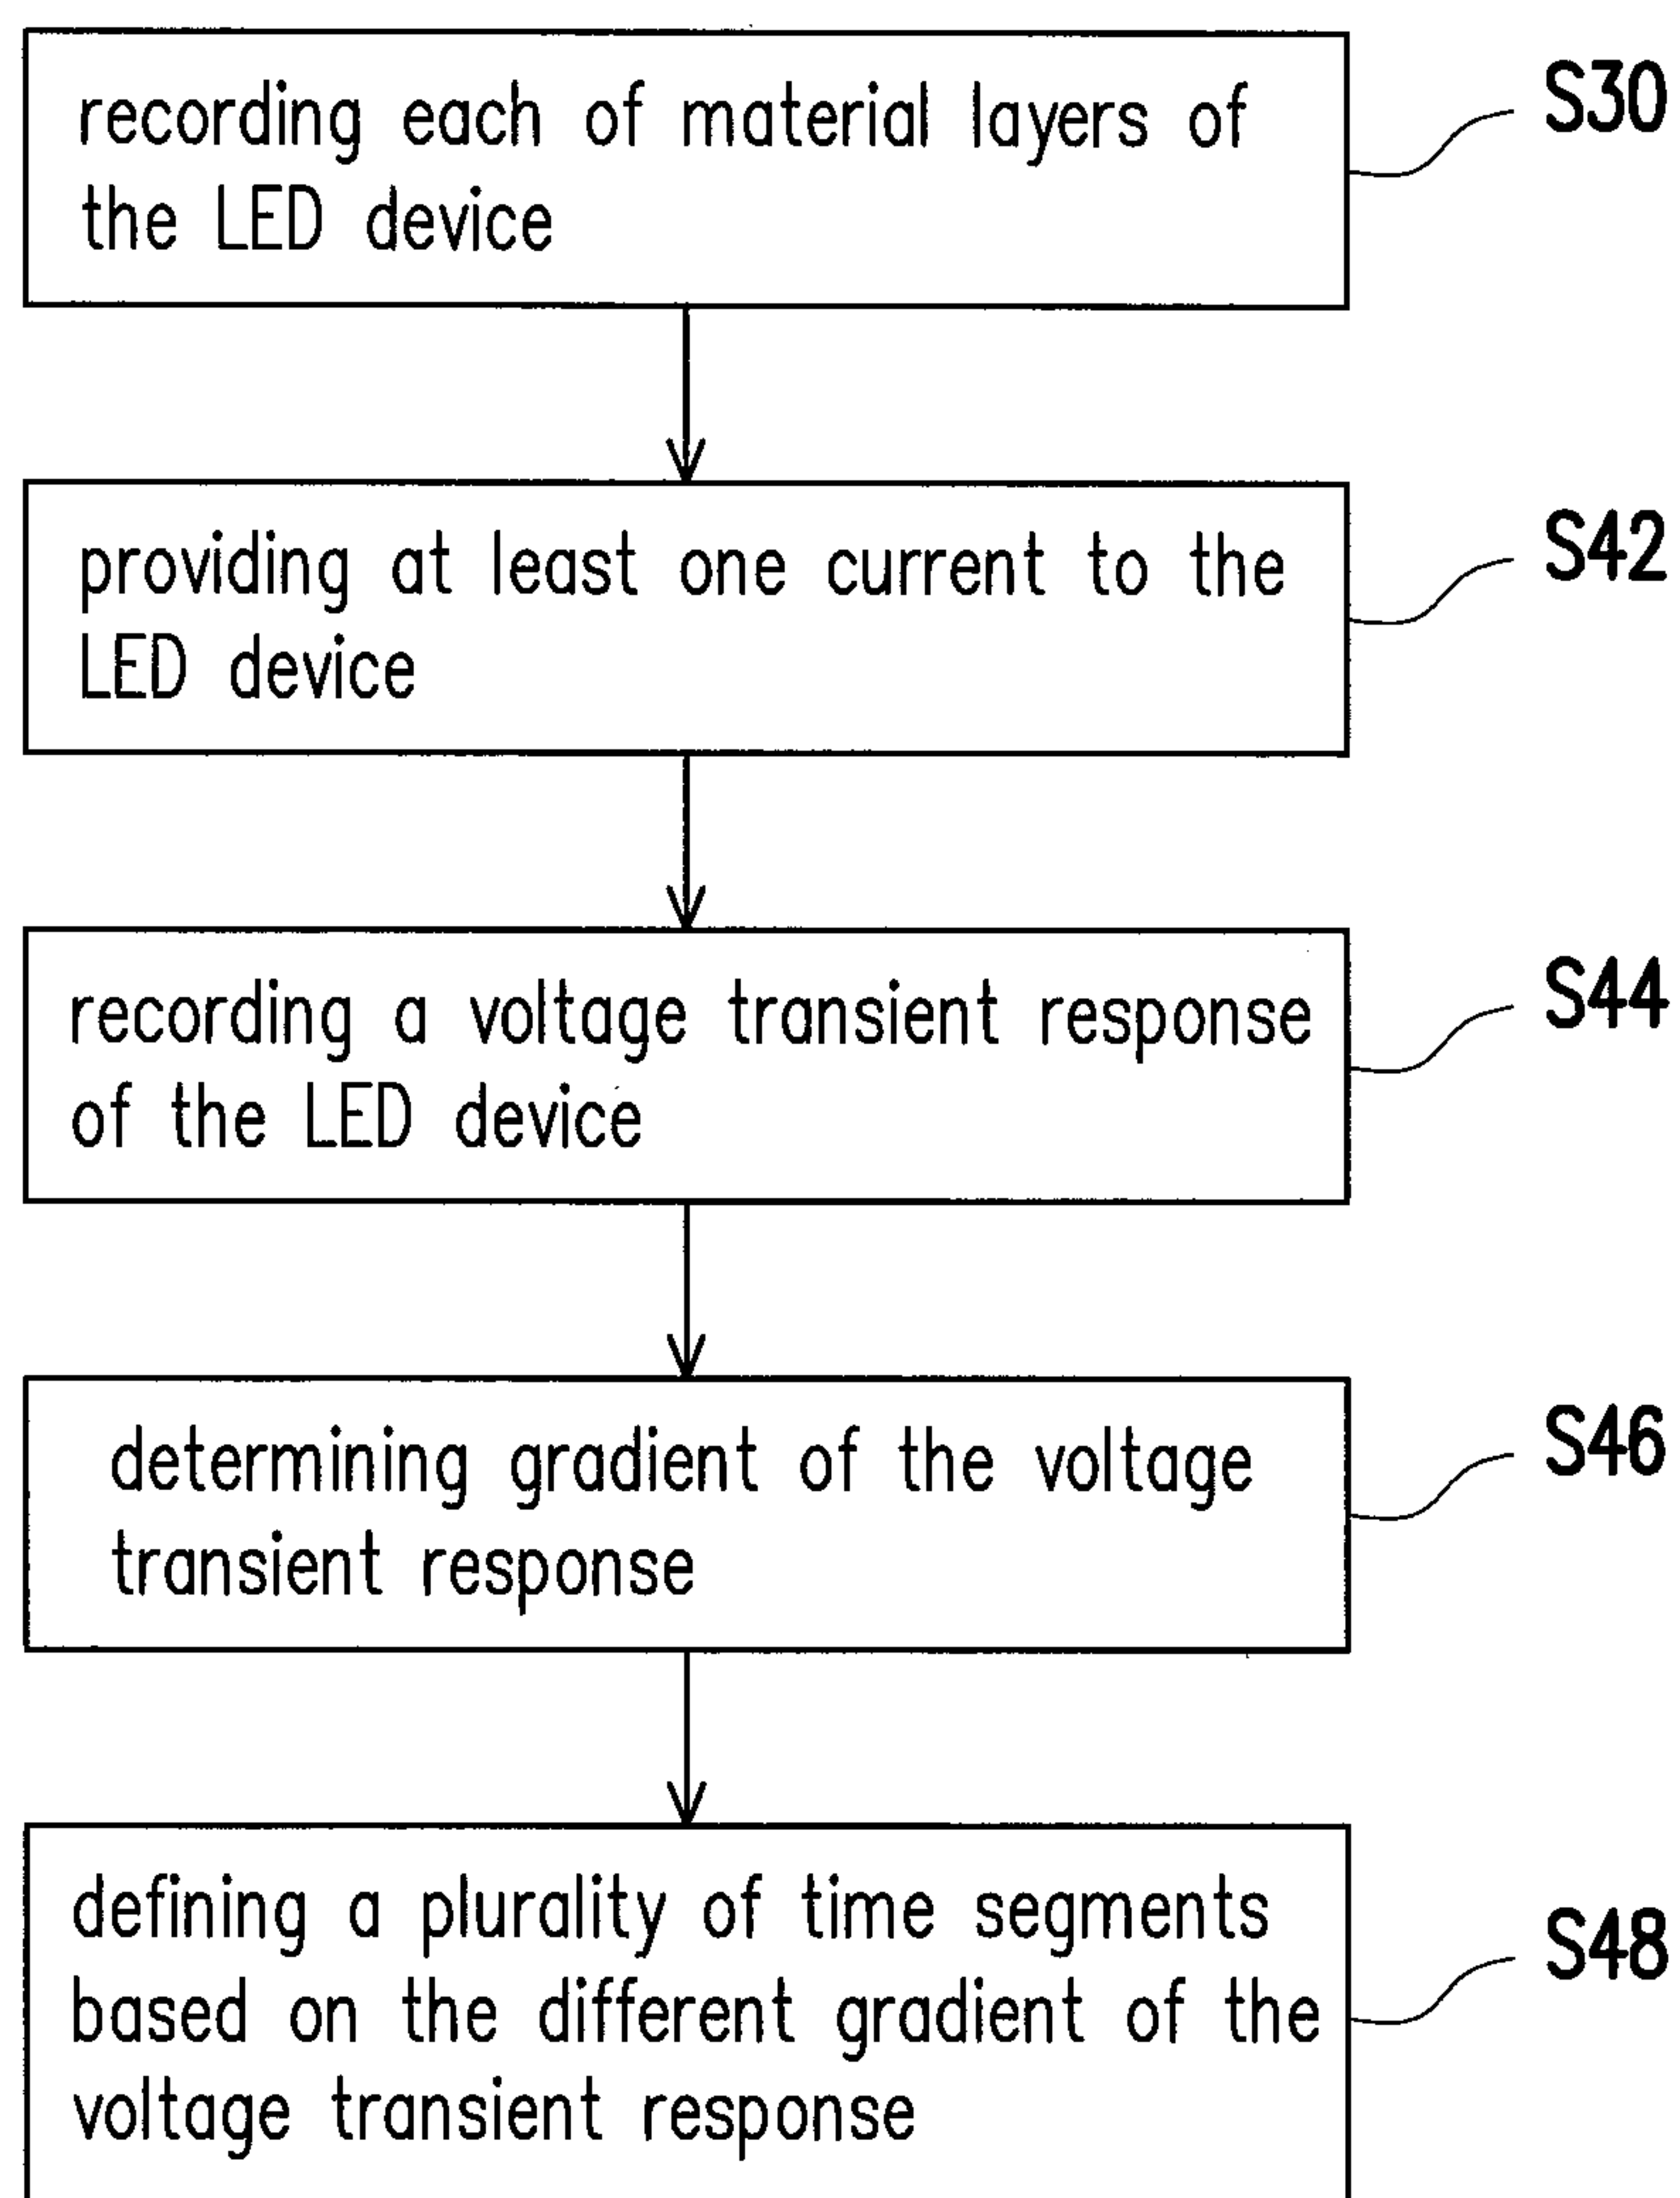 recording each of material layers of
the LED device
S30
providing at least one current to the
LED device
S42
recording a voltage transient response
of the LED device
S44
determining gradient of the voltage
transient response
S46
defining a plurality of time segments
based on the different gradient of the
voltage transient response
S48